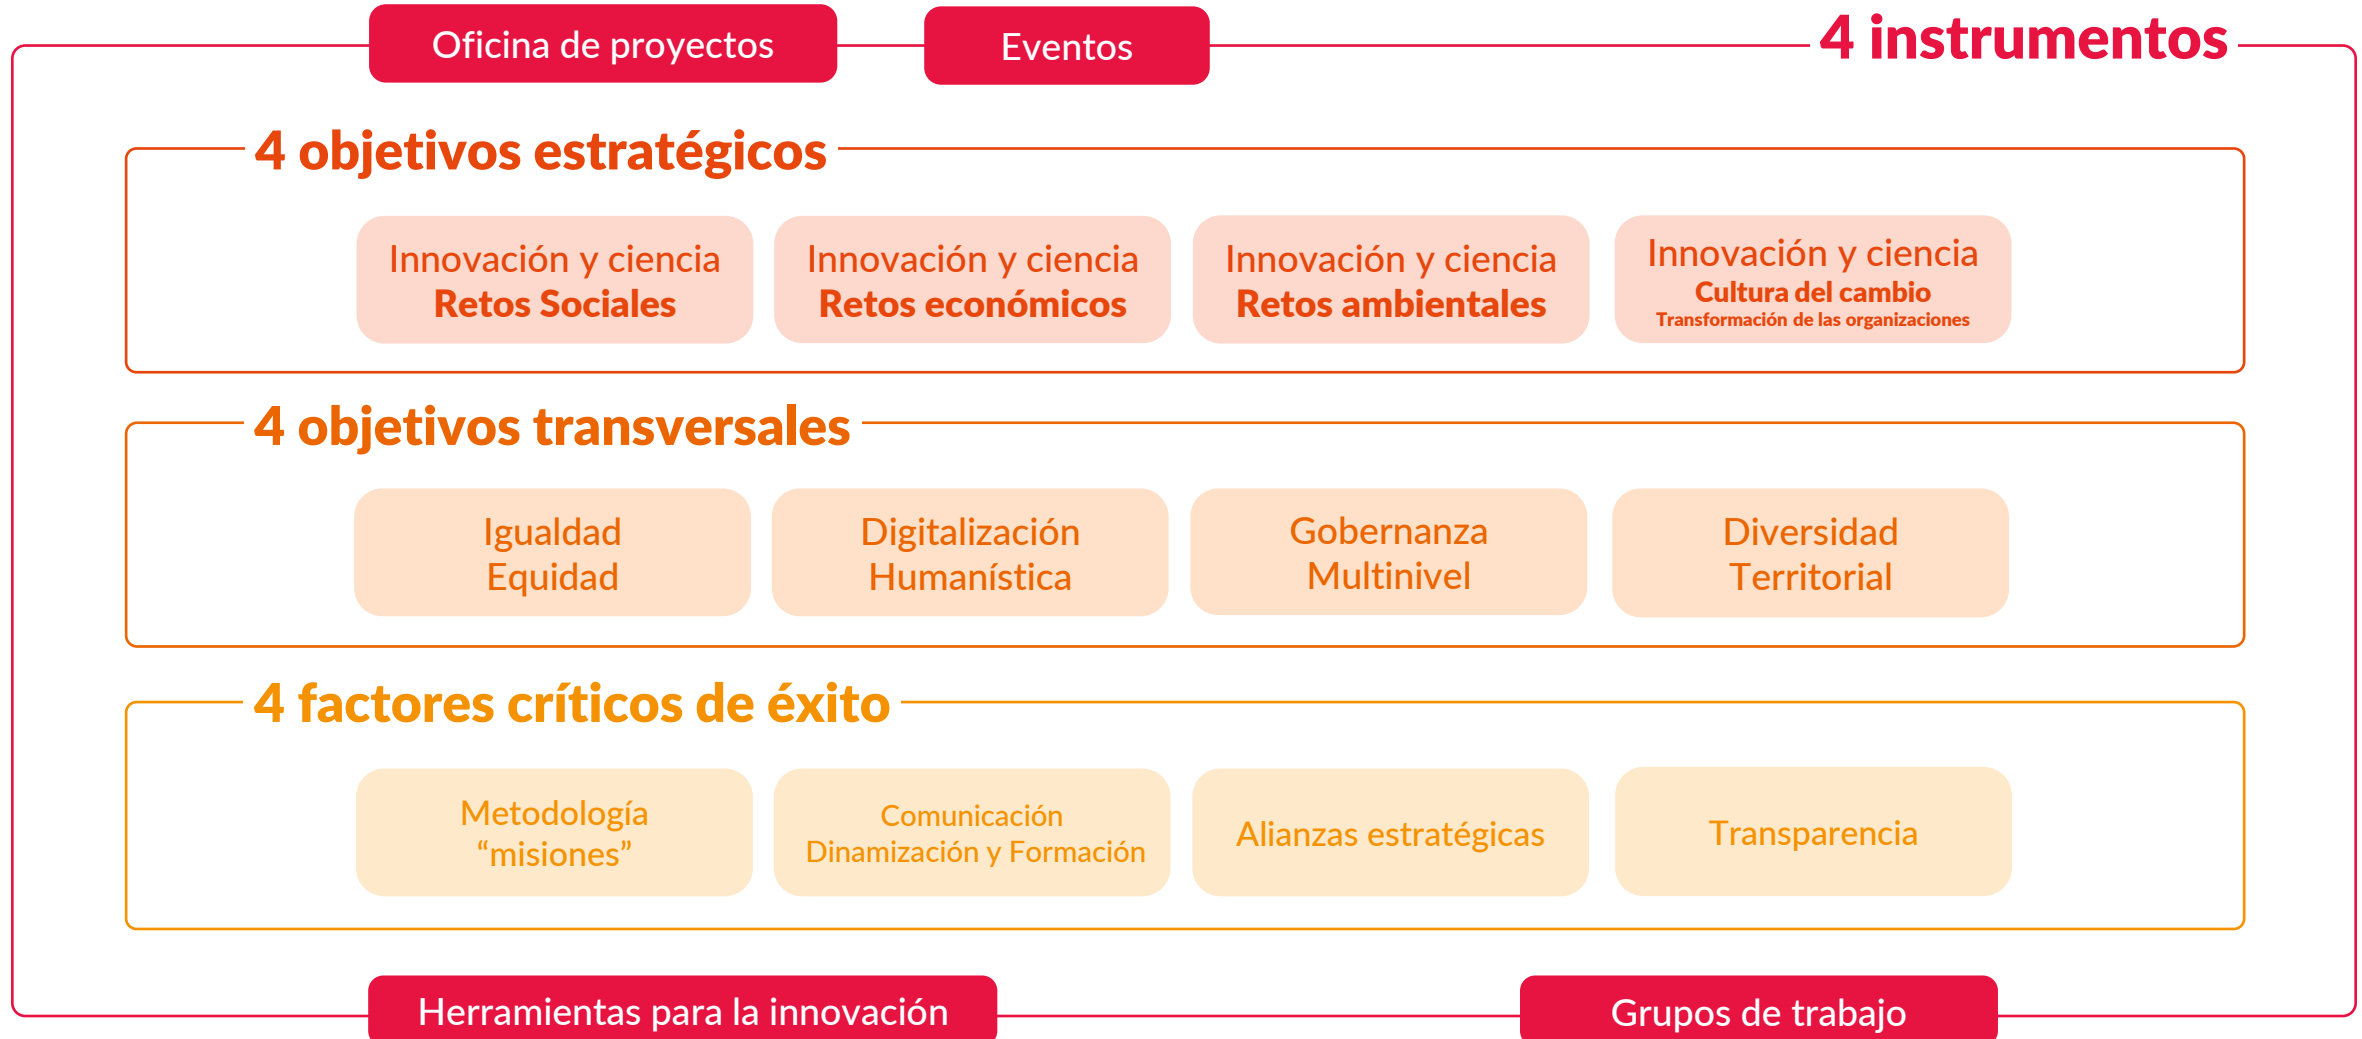 Oficina de proyectos
Eventos
4 instrumentos
4 objetivos estratégicos
Innovación y ciencia
Retos Sociales
Innovación y ciencia
Retos económicos
Innovación y ciencia
Retos ambientales
Innovación y ciencia
Cultura del cambio
Transformación de las organizaciones
4 objetivos transversales
Igualdad
Equidad
Digitalización
Humanística
Gobernanza
Multinivel
Diversidad
Territorial
4 factores críticos de éxito
Metodología
“misiones”
Comunicación
Dinamización y Formación
Alianzas estratégicas
Transparencia
Herramientas para la innovación
Grupos de trabajo